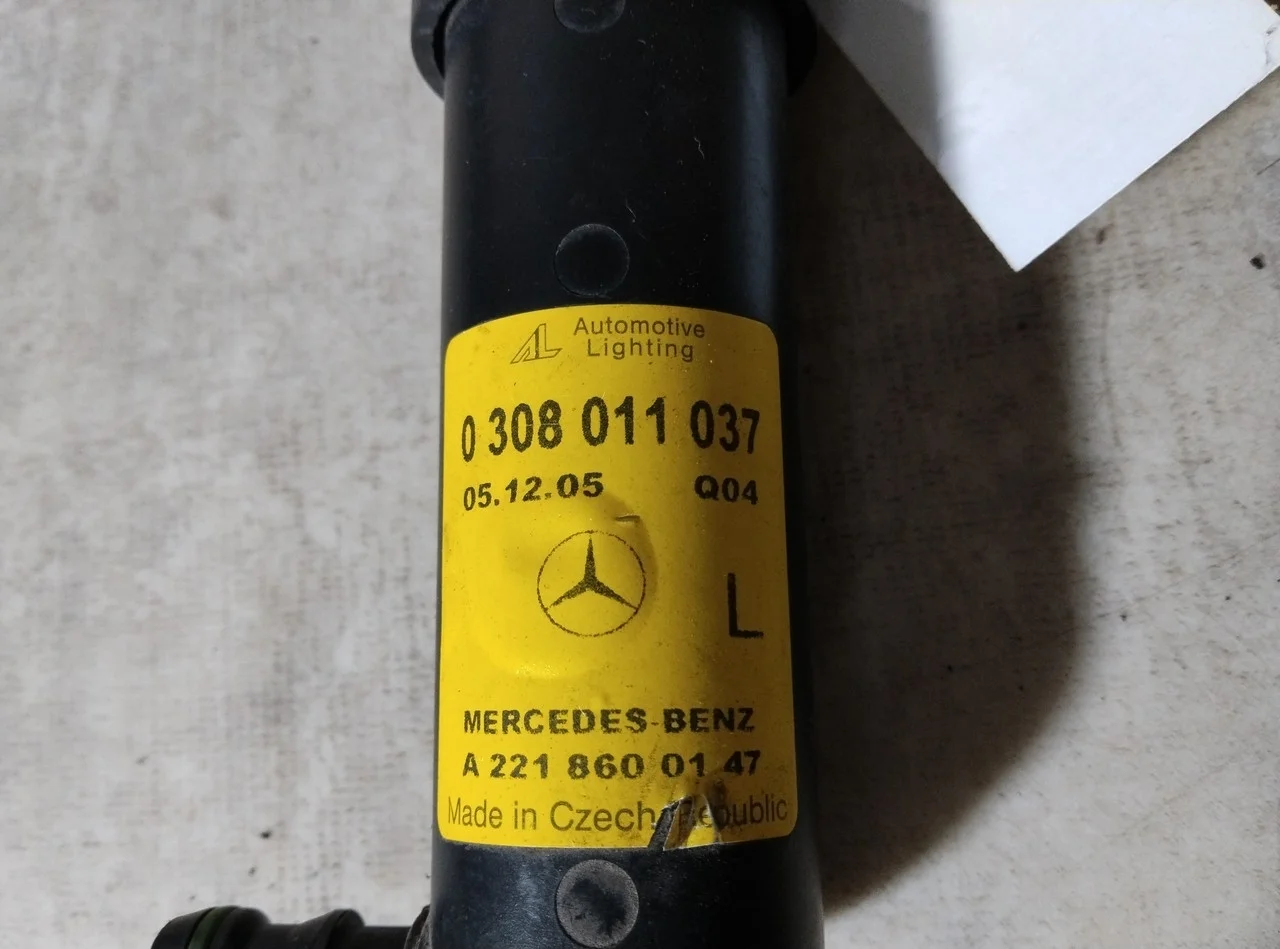 AL Automotive
Lighting
0 308 011 037
05.12.05 Q04
L
MERCEDES-BENZ
A 221 860 01 47
Made in Czech Republic